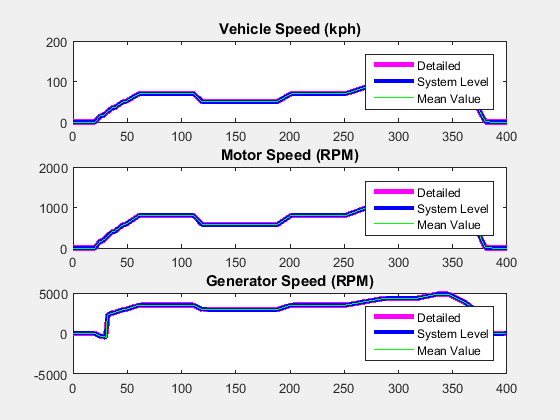 Vehicle Speed (kph)
200
100
0
0 50 100 150 200 250 300 350 400
Detailed
System Level
Mean Value
Motor Speed (RPM)
2000
1000
0
0 50 100 150 200 250 300 350 400
Detailed
System Level
Mean Value
Generator Speed (RPM)
5000
0
-5000
0 50 100 150 200 250 300 350 400
Detailed
System Level
Mean Value